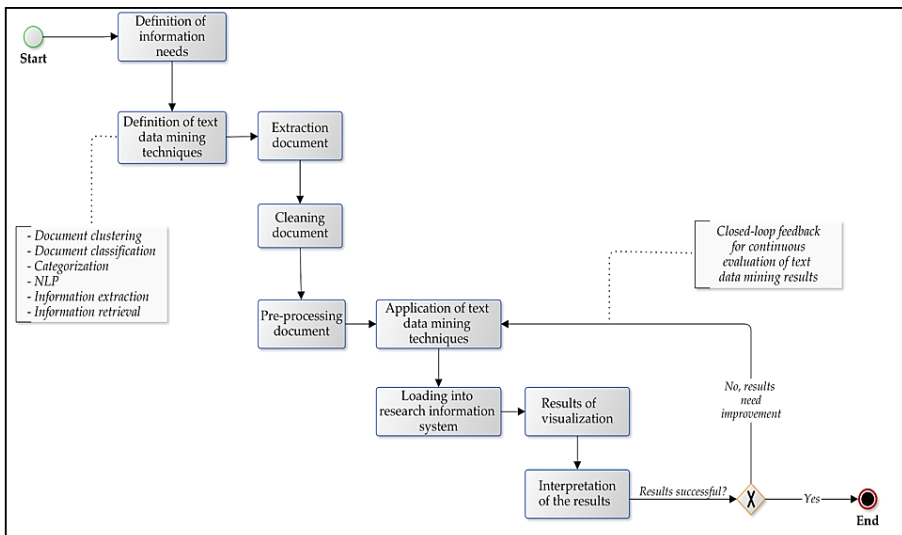 Start
Definition of
information
needs
Definition of text
data mining
techniques
Extraction
document
Cleaning
document
- Document clustering
- Document classification
- Categorization
- NLP
- Information extraction
- Information retrieval
Closed-loop feedback
for continuous
evaluation of text
data mining results
Pre-processing
document
Application of text
data mining
techniques
Loading into
research information
system
Results of
visualization
No, results
need
improvement
Interpretation
of the results
Results successful?
X
Yes
End